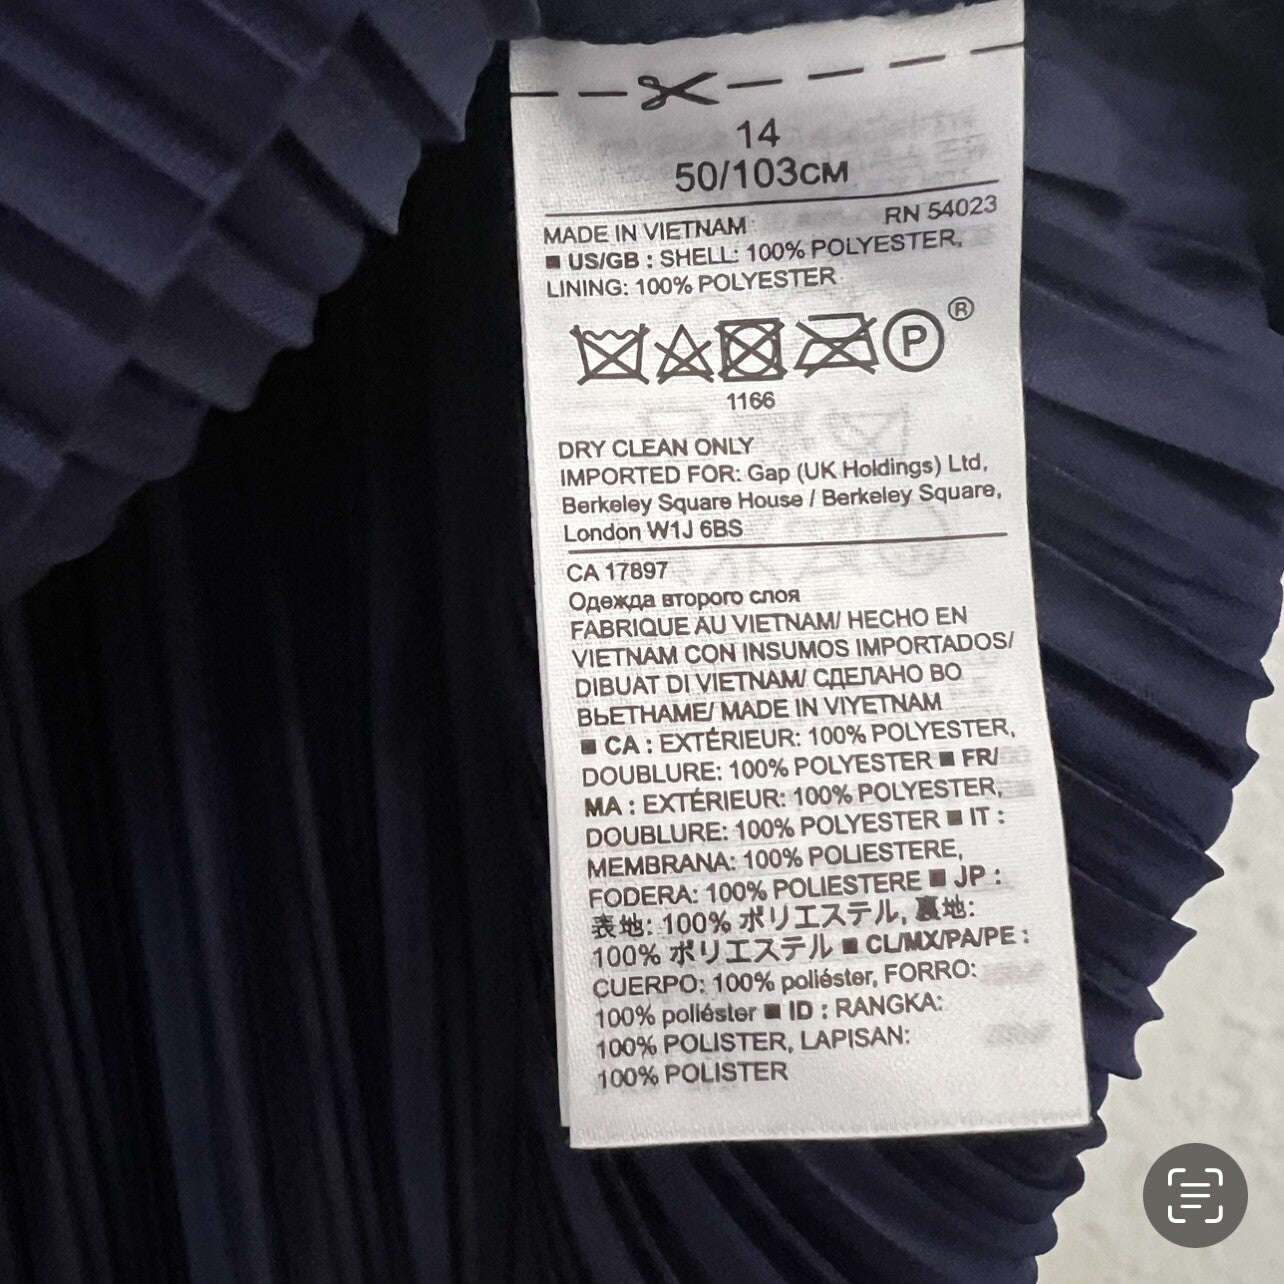 14
50/103CM
MADE IN VIETNAM RN 54023
■ US/GB : SHELL: 100% POLYESTER,
LINING: 100% POLYESTER
P ®
1166
DRY CLEAN ONLY
IMPORTED FOR: Gap (UK Holdings) Ltd,
Berkeley Square House / Berkeley Square,
London W1J 6BS
CA 17897
Одежда второго слоя
FABRIQUE AU VIETNAM/ HECHO EN
VIETNAM CON INSUMOS IMPORTADOS/
DIBUAT DI VIETNAM/ СДЕЛАНО ВО
ВЬЕТНАМЕ/ MADE IN VIYETNAM
■ CA : EXTÉRIEUR: 100% POLYESTER,
DOUBLURE: 100% POLYESTER ■ FR/
MA : EXTÉRIEUR: 100% POLYESTER,
DOUBLURE: 100% POLYESTER ■ IT :
MEMBRANA: 100% POLIESTERE,
FODERA: 100% POLIESTERE ■ JP :
表地: 100% ポリエステル, 裏地:
100% ポリエステル ■ CL/MX/PA/PE :
CUERPO: 100% poliéster, FORRO:
100% poliéster ■ ID : RANGKA:
100% POLISTER, LAPISAN:
100% POLISTER